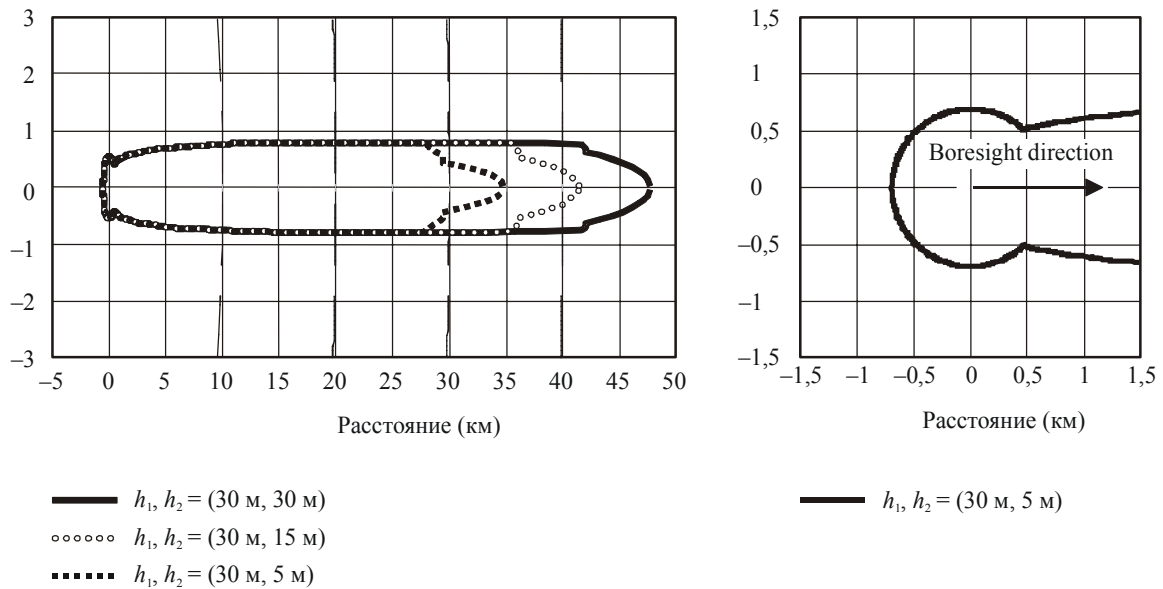 3
2
1
0
–1
–2
–3
–5 0 5 10 15 20 25 30 35 40 45 50
Расстояние (км)
1,5
1
0,5
0
–0,5
–1
–1,5
–1,5 –1 –0,5 0 0,5 1 1,5
Boresight direction
Расстояние (км)
h₁, h₂ = (30 м, 30 м)
h₁, h₂ = (30 м, 15 м)
h₁, h₂ = (30 м, 5 м)
h₁, h₂ = (30 м, 5 м)